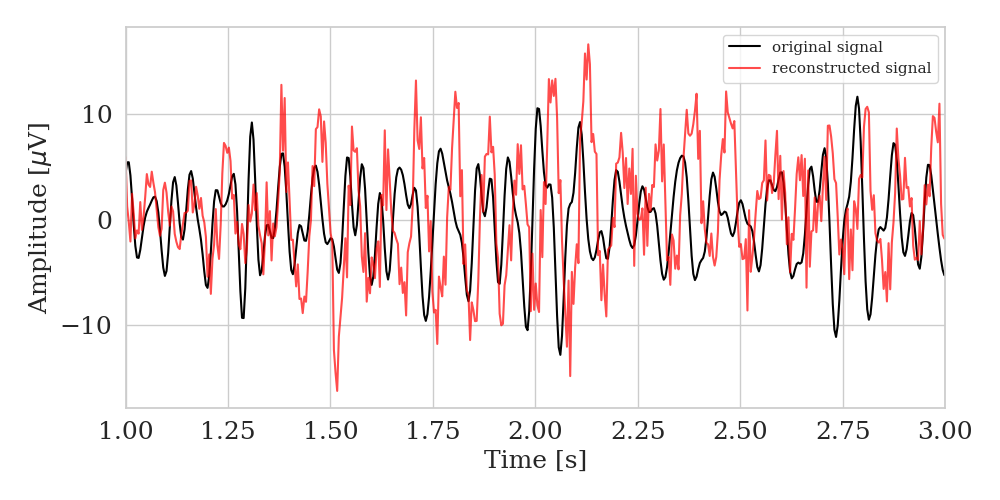 original signal
reconstructed signal
Amplitude [μV]
10
0
−10
1.00 1.25 1.50 1.75 2.00 2.25 2.50 2.75 3.00
Time [s]